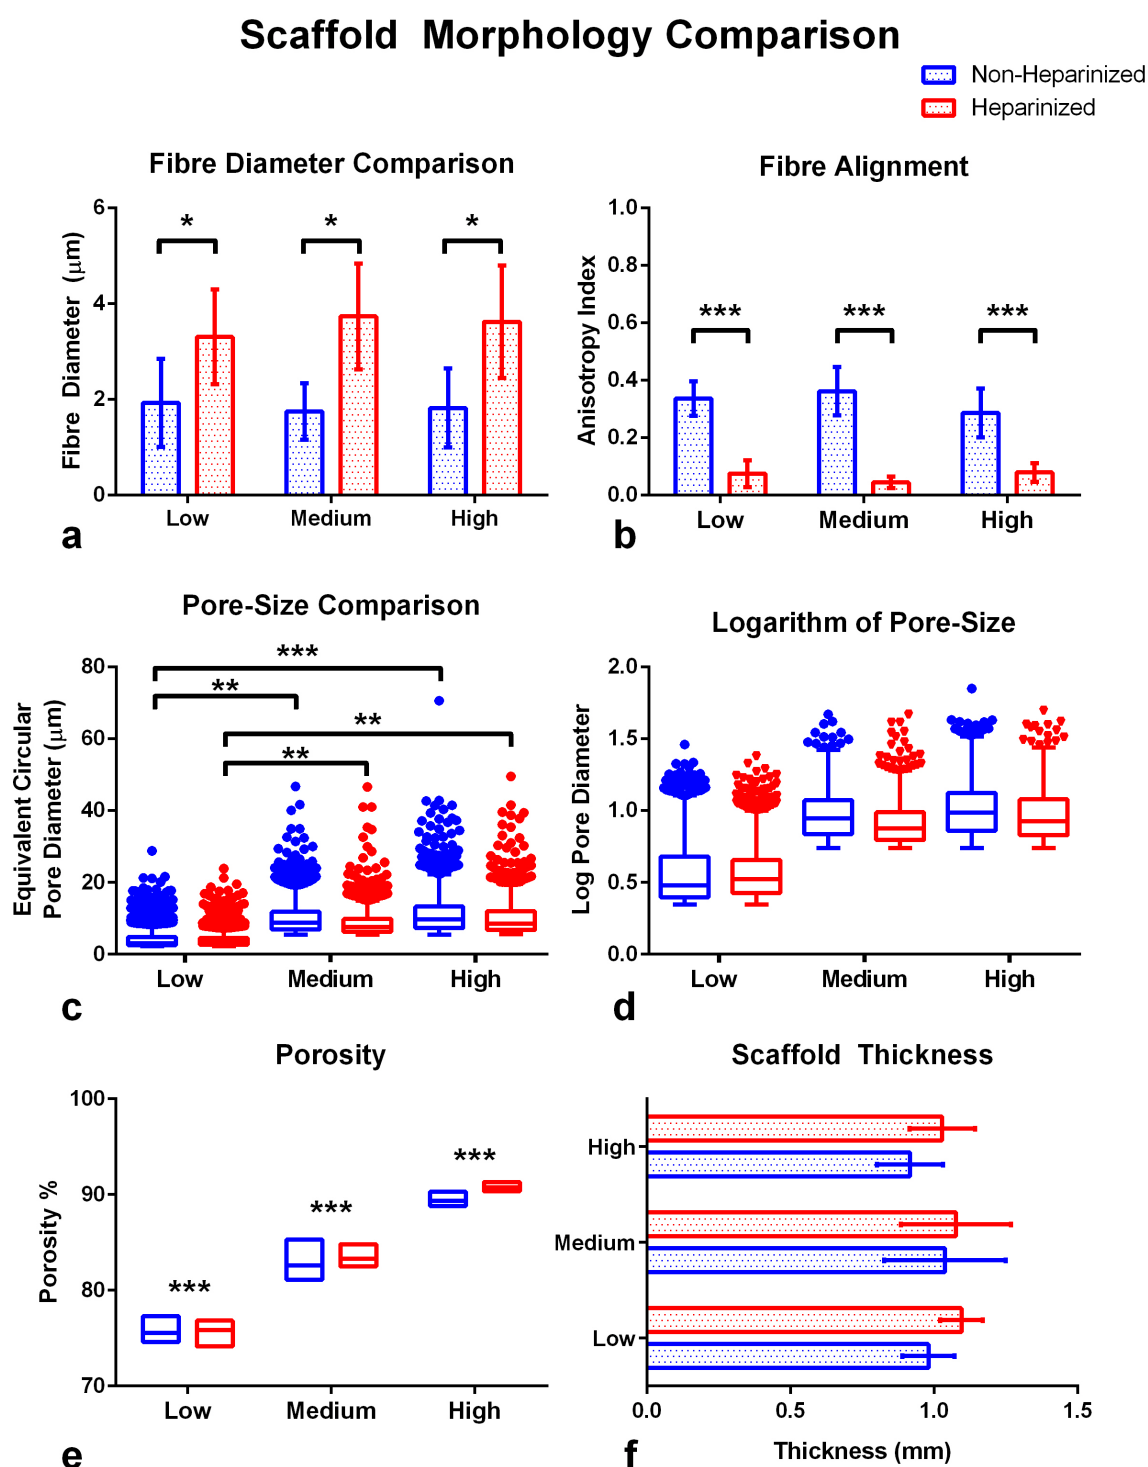 Scaffold Morphology Comparison
Non-Heparinized
Heparinized
Fibre Diameter Comparison
Fibre Diameter (μm)
6
4
2
0
*
*
*
Low Medium High
a
Fibre Alignment
Anisotropy Index
1.0
0.8
0.6
0.4
0.2
0.0
***
***
***
Low Medium High
b
Pore-Size Comparison
Equivalent Circular
Pore Diameter (μm)
80
60
40
20
0
***
**
**
**
Low Medium High
c
Logarithm of Pore-Size
Log Pore Diameter
2.0
1.5
1.0
0.5
0.0
Low Medium High
d
Porosity
Porosity %
100
90
80
70
***
***
***
Low Medium High
e
Scaffold Thickness
High
Medium
Low
0.0 0.5 1.0 1.5
Thickness (mm)
f